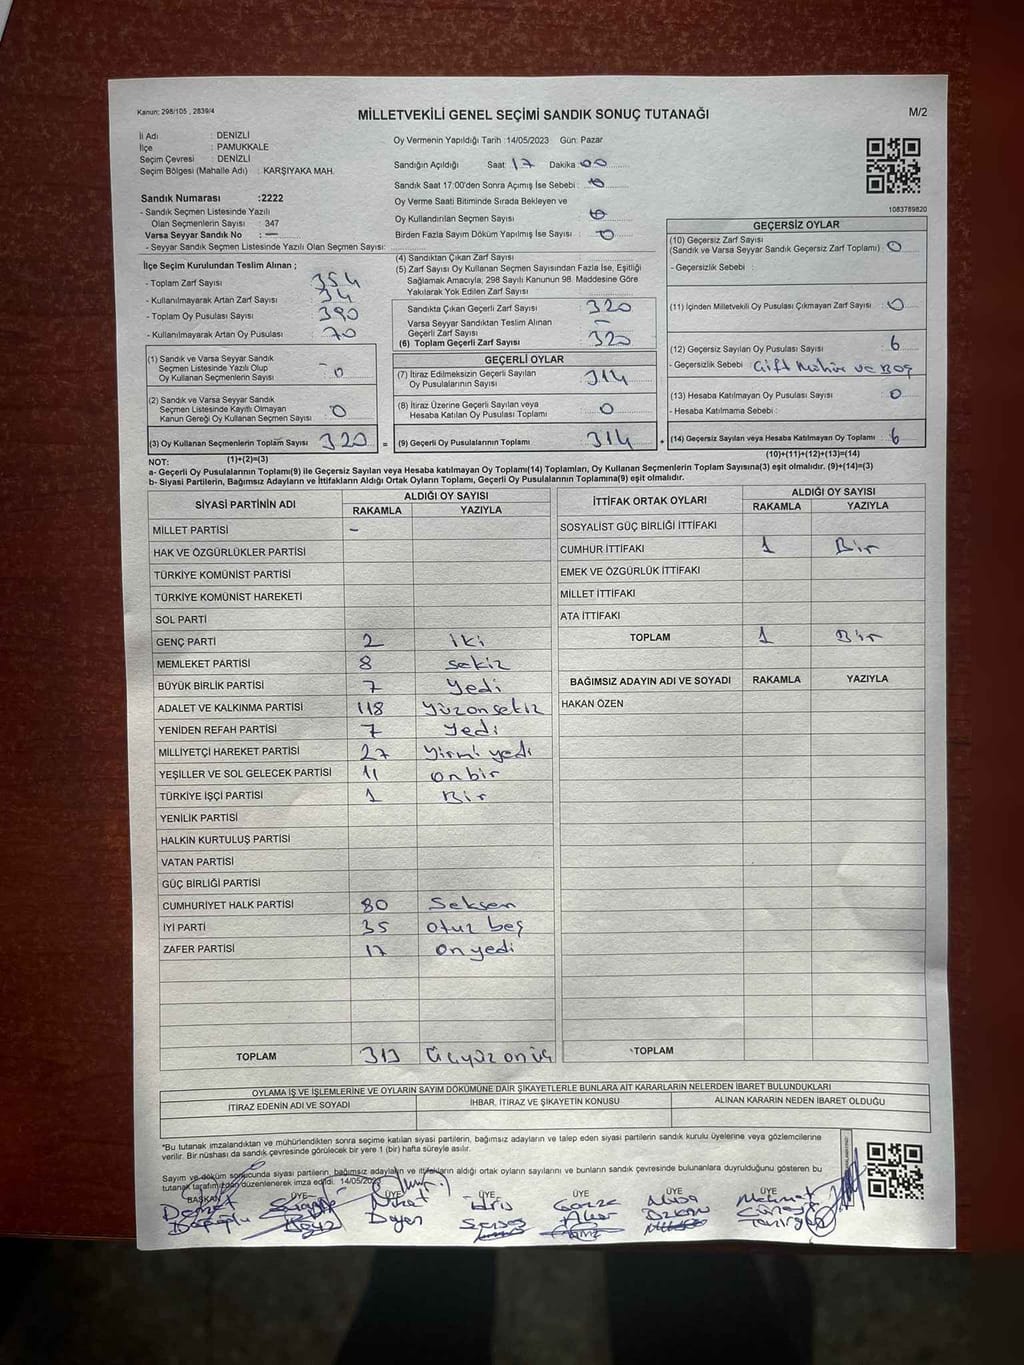 Kanun: 298/105 , 2839/4
MİLLETVEKİLİ GENEL SEÇİMİ SANDIK SONUÇ TUTANAĞI
M/2
İl Adı : DENİZLİ
İlçe : PAMUKKALE
Seçim Çevresi : DENİZLİ
Seçim Bölgesi (Mahalle Adı) : KARŞIYAKA MAH.
Sandık Numarası :2222
- Sandık Seçmen Listesinde Yazılı
Olan Seçmenlerin Sayısı : 347
Varsa Seyyar Sandık No : —
- Seyyar Sandık Seçmen Listesinde Yazılı Olan Seçmen Sayısı:
Oy Vermenin Yapıldığı Tarih :14/05/2023 Gün: Pazar
Sandığın Açıldığı Saat 17 Dakika 00
Sandık Saat 17:00'den Sonra Açımış İse Sebebi : 0
Oy Verme Saati Bitiminde Sırada Bekleyen ve
Oy Kullandırılan Seçmen Sayısı 0
Birden Fazla Sayım Döküm Yapılmış İse Sayısı : 0
1083789820
İlçe Seçim Kurulundan Teslim Alınan ;
- Toplam Zarf Sayısı : 354
- Kullanılmayarak Artan Zarf Sayısı : 34
- Toplam Oy Pusulası Sayısı : 390
- Kullanılmayarak Artan Oy Pusulası : 70
(1) Sandık ve Varsa Seyyar Sandık
Seçmen Listesinde Yazılı Olup
Oy Kullanan Seçmenlerin Sayısı : 0
(2) Sandık ve Varsa Seyyar Sandık
Seçmen Listesinde Kayıtlı Olmayan
Kanun Gereği Oy Kullanan Seçmen Sayısı : 0
(3) Oy Kullanan Seçmenlerin Toplam Sayısı 320
(1)+(2)=(3)
(4) Sandıktan Çıkan Zarf Sayısı :
(5) Zarf Sayısı Oy Kullanan Seçmen Sayısından Fazla İse, Eşitliği
Sağlamak Amacıyla, 298 Sayılı Kanunun 98. Maddesine Göre
Yakılarak Yok Edilen Zarf Sayısı
Sandıkta Çıkan Geçerli Zarf Sayısı : 320
Varsa Seyyar Sandıktan Teslim Alınan
Geçerli Zarf Sayısı : —
(6) Toplam Geçerli Zarf Sayısı : 320
GEÇERLİ OYLAR
(7) İtiraz Edilmeksizin Geçerli Sayılan
Oy Pusulalarının Sayısı : 314
(8) İtiraz Üzerine Geçerli Sayılan veya
Hesaba Katılan Oy Pusulası Toplamı : 0
= (9) Geçerli Oy Pusulalarının Toplamı : 314 +
GEÇERSİZ OYLAR
(10) Geçersiz Zarf Sayısı
(Sandık ve Varsa Seyyar Sandık Geçersiz Zarf Toplamı) : 0
- Geçersizlik Sebebi :
(11) İçinden Milletvekili Oy Pusulası Çıkmayan Zarf Sayısı : 0
(12) Geçersiz Sayılan Oy Pusulası Sayısı : 6
- Geçersizlik Sebebi : Çift Mühür ve Boş
(13) Hesaba Katılmayan Oy Pusulası Sayısı : 0
- Hesaba Katılmama Sebebi :
(14) Geçersiz Sayılan veya Hesaba Katılmayan Oy Toplamı : 6
(10)+(11)+(12)+(13)=(14)
NOT:
a- Geçerli Oy Pusulalarının Toplamı(9) ile Geçersiz Sayılan veya Hesaba katılmayan Oy Toplamı(14) Toplamları, Oy Kullanan Seçmenlerin Toplam Sayısına(3) eşit olmalıdır. (9)+(14)=(3)
b- Siyasi Partilerin, Bağımsız Adayların ve İttifakların Aldığı Ortak Oyların Toplamı, Geçerli Oy Pusulalarının Toplamına(9) eşit olmalıdır.
SİYASİ PARTİNİN ADI
ALDIĞI OY SAYISI
RAKAMLA YAZIYLA
MİLLET PARTİSİ –
HAK VE ÖZGÜRLÜKLER PARTİSİ
TÜRKİYE KOMÜNİST PARTİSİ
TÜRKİYE KOMÜNİST HAREKETİ
SOL PARTİ
GENÇ PARTİ 2 iki
MEMLEKET PARTİSİ 8 sekiz
BÜYÜK BİRLİK PARTİSİ 7 Yedi
ADALET VE KALKINMA PARTİSİ 118 Yüzonsekiz
YENİDEN REFAH PARTİSİ 7 Yedi
MİLLİYETÇİ HAREKET PARTİSİ 27 Yirmi yedi
YEŞİLLER VE SOL GELECEK PARTİSİ 11 onbir
TÜRKİYE İŞÇİ PARTİSİ 1 Bir
YENİLİK PARTİSİ
HALKIN KURTULUŞ PARTİSİ
VATAN PARTİSİ
GÜÇ BİRLİĞİ PARTİSİ
CUMHURİYET HALK PARTİSİ 80 Seksen
İYİ PARTİ 35 otuz beş
ZAFER PARTİSİ 17 on yedi
TOPLAM 313 Üçyüz on üç
İTTİFAK ORTAK OYLARI
ALDIĞI OY SAYISI
RAKAMLA YAZIYLA
SOSYALİST GÜÇ BİRLİĞİ İTTİFAKI
CUMHUR İTTİFAKI 1 Bir
EMEK VE ÖZGÜRLÜK İTTİFAKI
MİLLET İTTİFAKI
ATA İTTİFAKI
TOPLAM 1 Bir
BAĞIMSIZ ADAYIN ADI VE SOYADI RAKAMLA YAZIYLA
HAKAN ÖZEN
TOPLAM
OYLAMA İŞ VE İŞLEMLERİNE VE OYLARIN SAYIM DÖKÜMÜNE DAİR ŞİKAYETLERLE BUNLARA AİT KARARLARIN NELERDEN İBARET BULUNDUKLARI
İTİRAZ EDENİN ADI VE SOYADI İHBAR, İTİRAZ VE ŞİKAYETİN KONUSU ALINAN KARARIN NEDEN İBARET OLDUĞU
*Bu tutanak imzalandıktan ve mühürlendikten sonra seçime katılan siyasi partilerin, bağımsız adayların ve talep eden siyasi partilerin sandık kurulu üyelerine veya gözlemcilerine
verilir. Bir nüshası da sandık çevresinde görülecek bir yere 1 (bir) hafta süreyle asılır.
Sayım ve döküm sonucunda siyasi partilerin, bağımsız adayların ve ittifakların aldığı ortak oyların sayılarını ve bunların sandık çevresinde bulunanlara duyrulduğunu gösteren bu
tutanak tarafımızdan düzenlenerek imza edildi. 14/05/2023
BAŞKAN ÜYE ÜYE ÜYE ÜYE ÜYE ÜYE
Nihat İdris Musa Mehmet